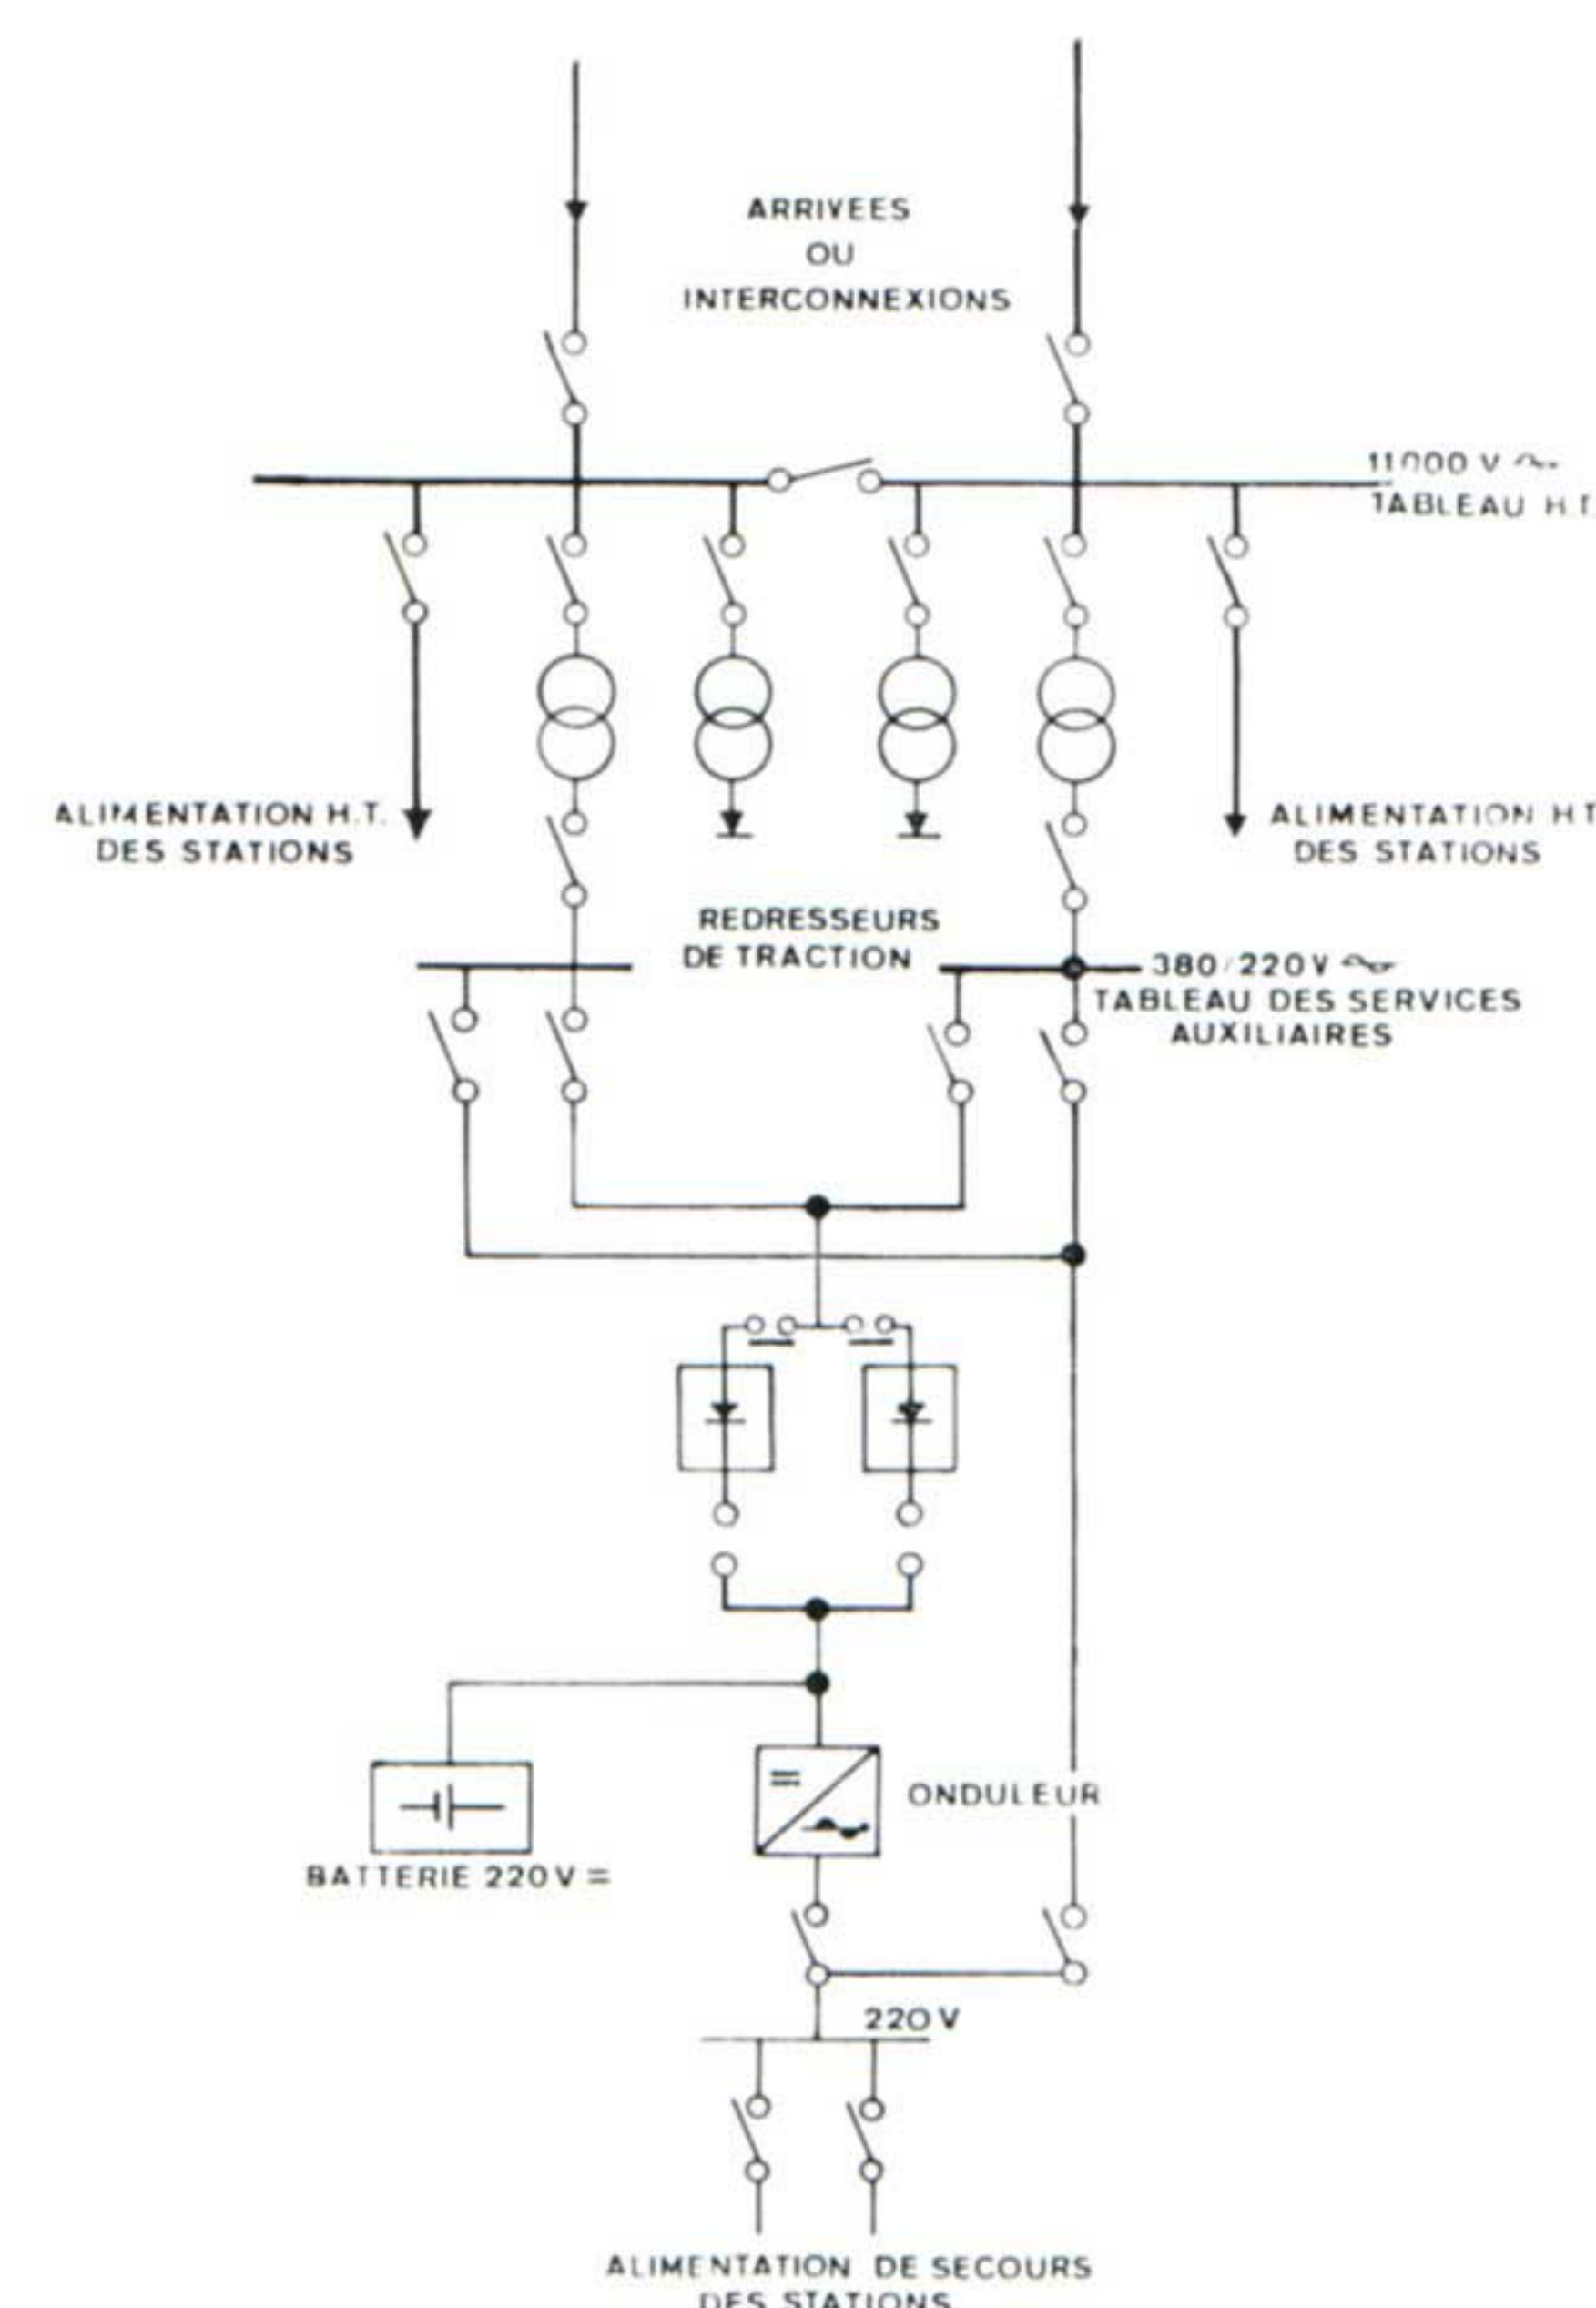 ARRIVEES
OU
INTERCONNEXIONS
11000 V ~
TABLEAU H.T
ALIMENTATION H.T.
DES STATIONS
ALIMENTATION H T
DES STATIONS
REDRESSEURS
DE TRACTION
380/220V ~
TABLEAU DES SERVICES
AUXILIAIRES
ONDULEUR
BATTERIE 220V =
220V
ALIMENTATION DE SECOURS
DES STATIONS